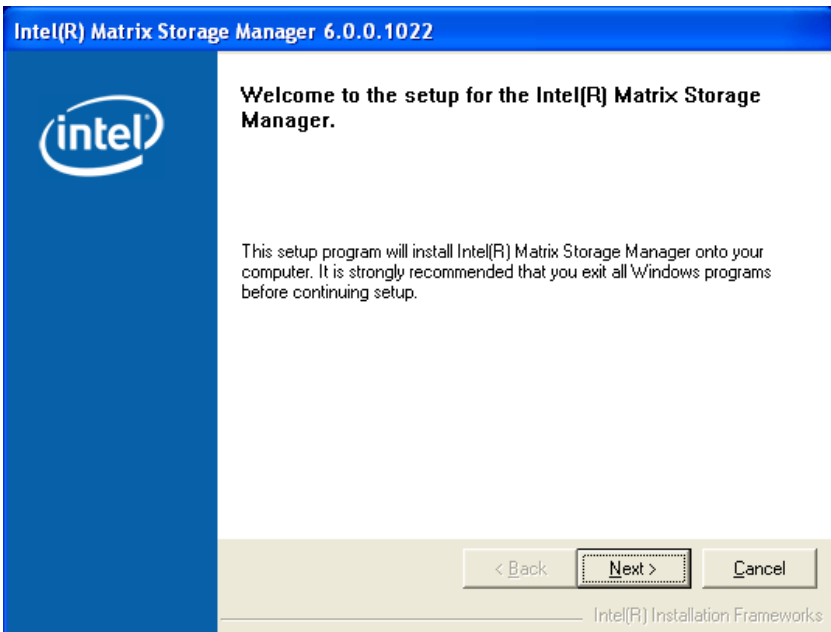 Intel(R) Matrix Storage Manager 6.0.0.1022
intel
Welcome to the setup for the Intel(R) Matrix Storage
Manager.
This setup program will install Intel(R) Matrix Storage Manager onto your
computer. It is strongly recommended that you exit all Windows programs
before continuing setup.
< Back
Next >
Cancel
Intel(R) Installation Frameworks